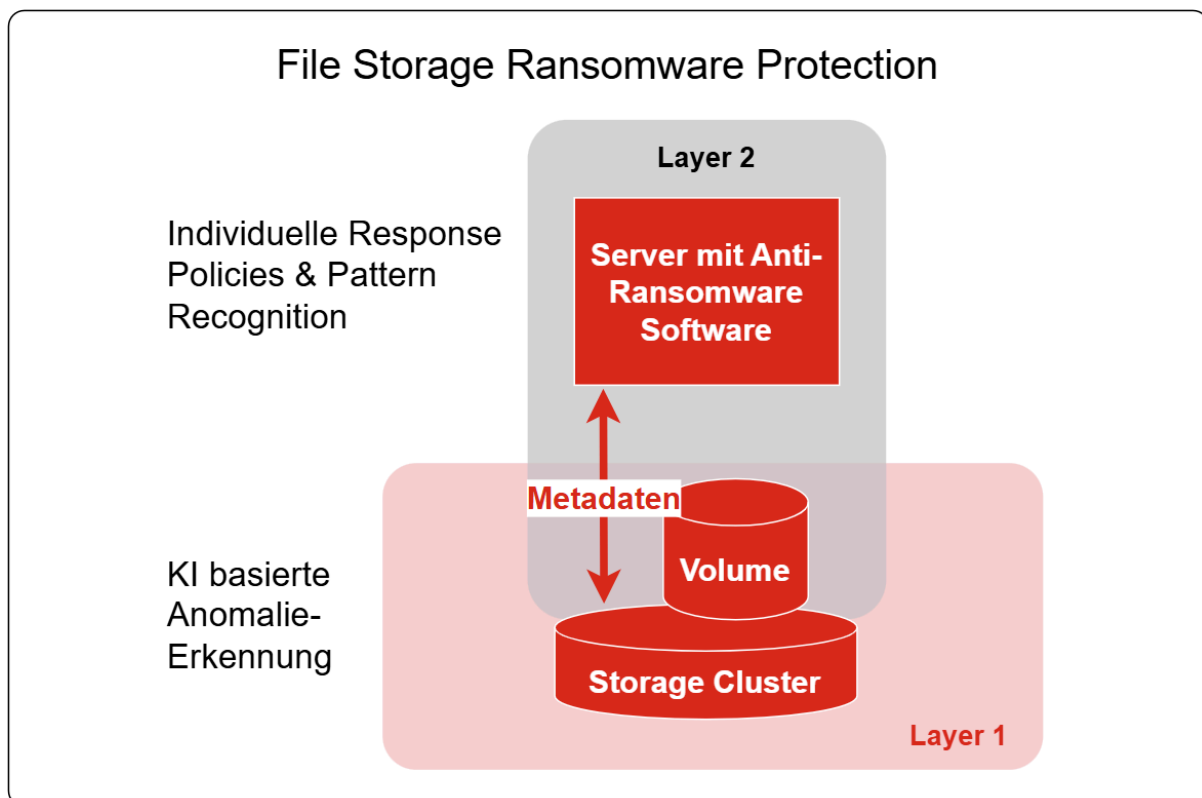 File Storage Ransomware Protection
Layer 2
Individuelle Response
Policies & Pattern
Recognition
Server mit Anti-
Ransomware
Software
Metadaten
Volume
KI basierte
Anomalie-
Erkennung
Storage Cluster
Layer 1